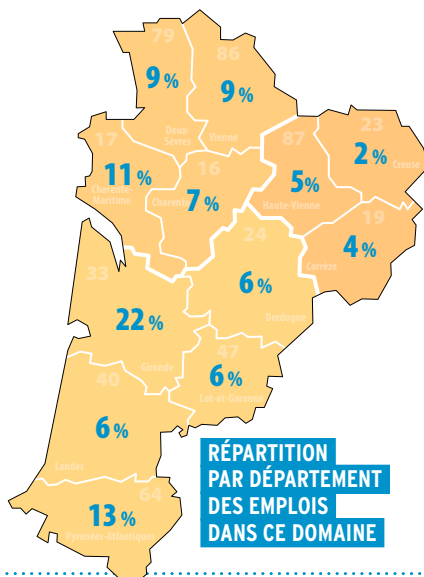 79
9 %
Deux-
Sèvres
86
9 %
Vienne
17
11 %
Charente-
Maritime
16
7 %
Charente
87
5 %
Haute-Vienne
23
2 %
Creuse
19
4 %
Corrèze
24
6 %
Dordogne
33
22 %
Gironde
47
6 %
Lot-et-Garonne
40
6 %
Landes
64
13 %
Pyrénées-Atlantiques
RÉPARTITION
PAR DÉPARTEMENT
DES EMPLOIS
DANS CE DOMAINE